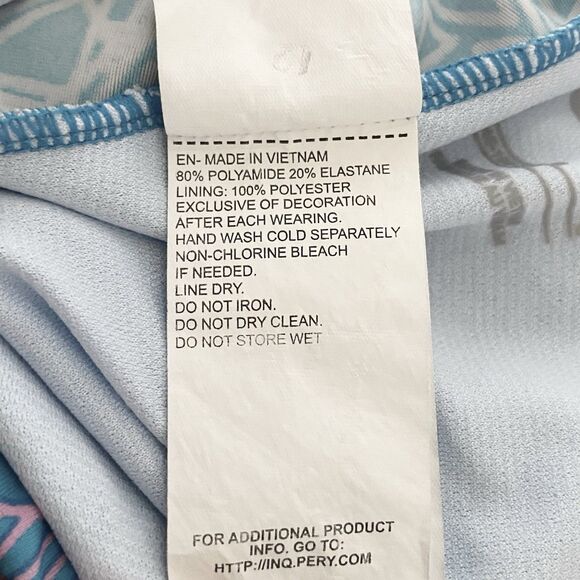 EN- MADE IN VIETNAM
80% POLYAMIDE 20% ELASTANE
LINING: 100% POLYESTER
EXCLUSIVE OF DECORATION
AFTER EACH WEARING.
HAND WASH COLD SEPARATELY
NON-CHLORINE BLEACH
IF NEEDED.
LINE DRY.
DO NOT IRON.
DO NOT DRY CLEAN.
DO NOT STORE WET
FOR ADDITIONAL PRODUCT
INFO. GO TO:
HTTP://INQ.PERY.COM